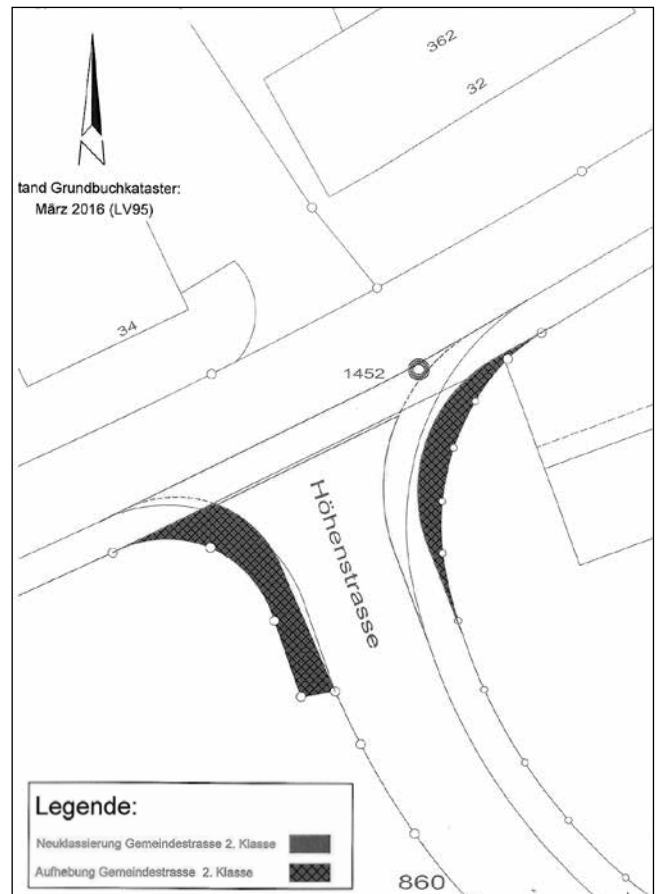 362
32
tand Grundbuchkataster:
März 2016 (LV95)
34
1452
Höhenstrasse
Legende:
Neuklassierung Gemeindestrasse 2. Klasse
Aufhebung Gemeindestrasse 2. Klasse
860